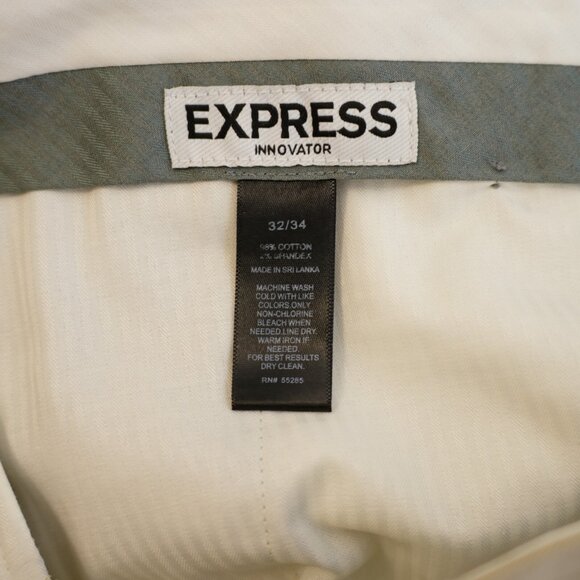 EXPRESS
INNOVATOR
32/34
98% COTTON
2% SPANDEX
MADE IN SRI LANKA
MACHINE WASH
COLD WITH LIKE
COLORS.ONLY
NON-CHLORINE
BLEACH WHEN
NEEDED.LINE DRY.
WARM IRON.IF
NEEDED.
FOR BEST RESULTS
DRY CLEAN.
RN# 55285